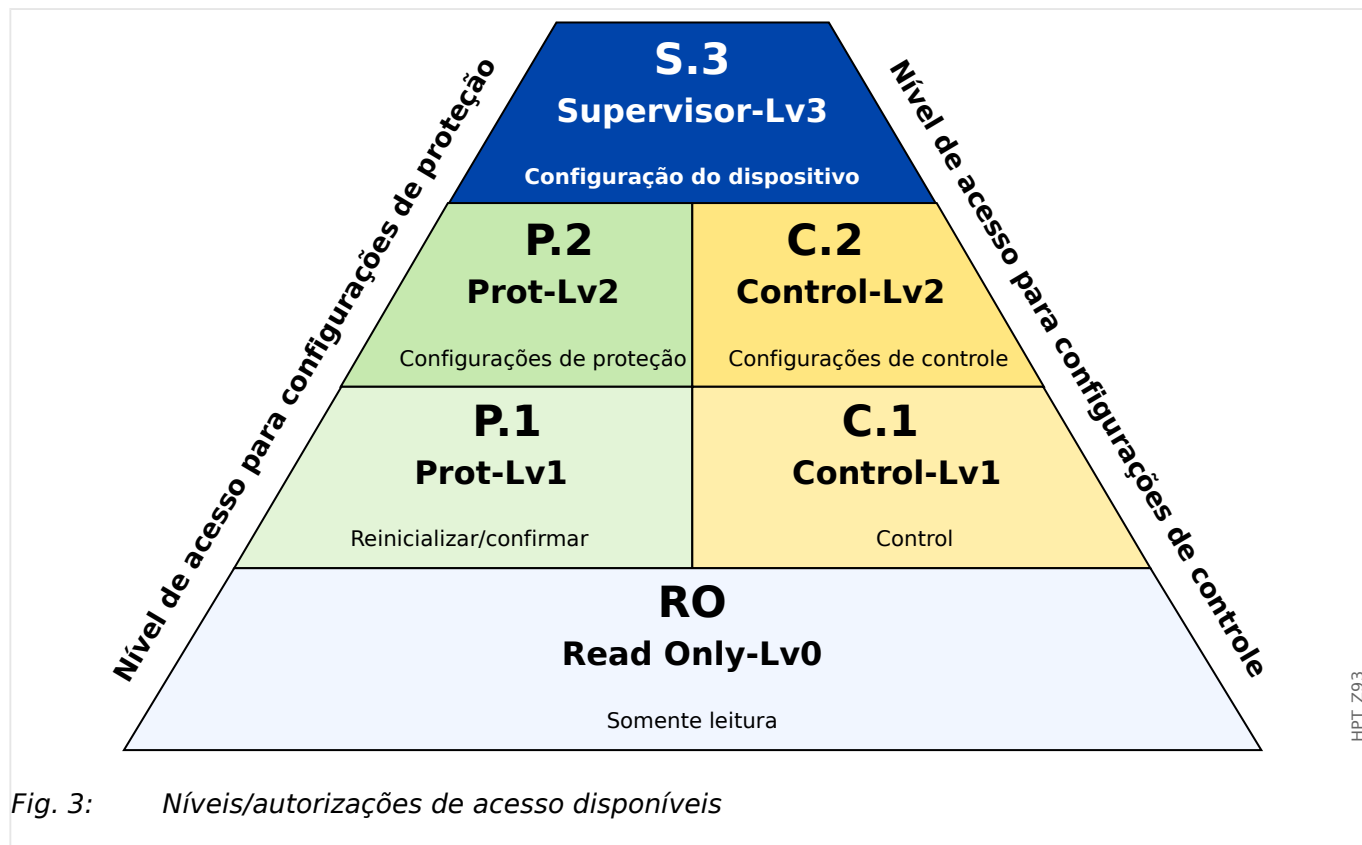 S.3
Supervisor-Lv3
Configuração do dispositivo
Nível de acesso para configurações de proteção
Nível de acesso para configurações de controle
P.2
Prot-Lv2
Configurações de proteção
C.2
Control-Lv2
Configurações de controle
P.1
Prot-Lv1
Reinicializar/confirmar
C.1
Control-Lv1
Control
RO
Read Only-Lv0
Somente leitura
HPT_Z93
Fig. 3: Níveis/autorizações de acesso disponíveis